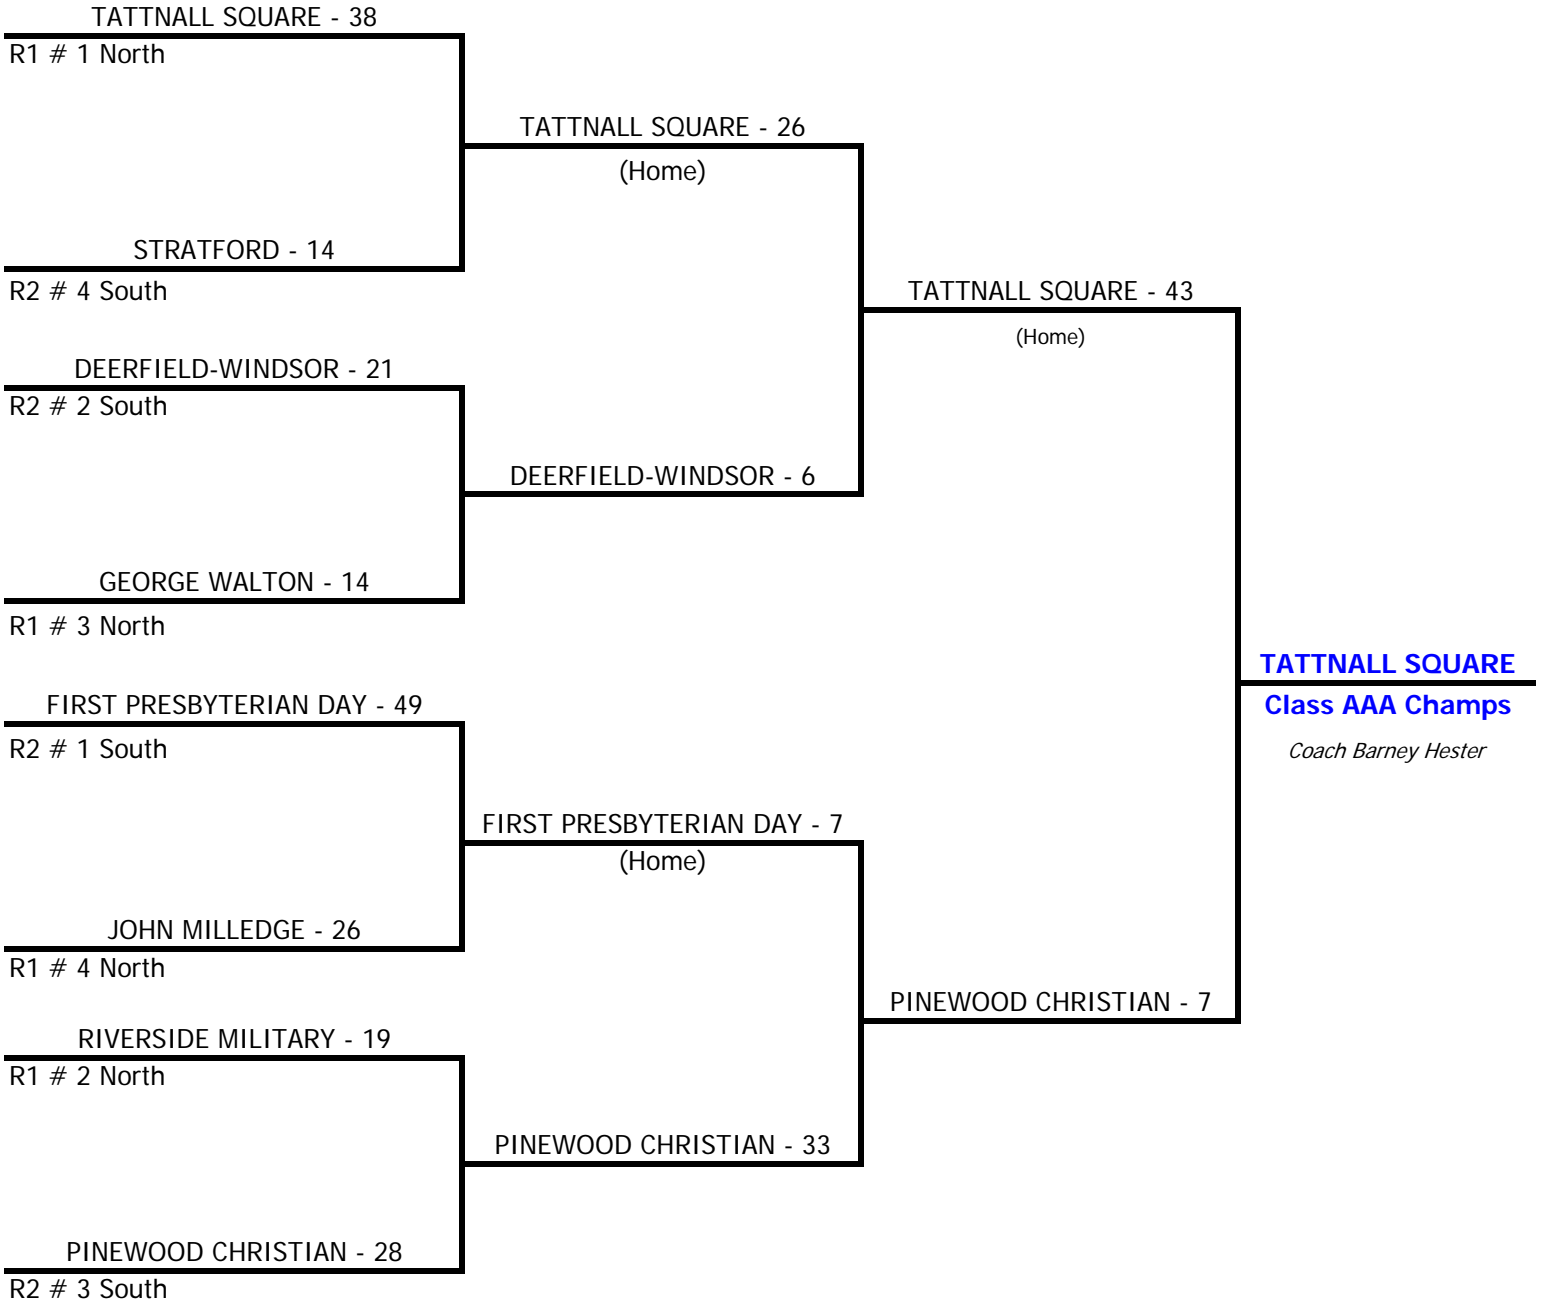 TATTNALL SQUARE - 38
R1 # 1 North
STRATFORD - 14
R2 # 4 South
DEERFIELD-WINDSOR - 21
R2 # 2 South
GEORGE WALTON - 14
R1 # 3 North
FIRST PRESBYTERIAN DAY - 49
R2 # 1 South
JOHN MILLEDGE - 26
R1 # 4 North
RIVERSIDE MILITARY - 19
R1 # 2 North
PINEWOOD CHRISTIAN - 28
R2 # 3 South
TATTNALL SQUARE - 26
(Home)
DEERFIELD-WINDSOR - 6
FIRST PRESBYTERIAN DAY - 7
(Home)
PINEWOOD CHRISTIAN - 33
TATTNALL SQUARE - 43
(Home)
PINEWOOD CHRISTIAN - 7
TATTNALL SQUARE
Class AAA Champs
Coach Barney Hester